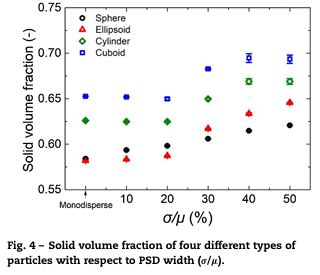 0.75
Sphere
Ellipsoid
Cylinder
Cuboid
0.70
0.65
0.60
0.55
Solid volume fraction (-)
10 20 30 40 50
Monodisperse
σ/μ (%)
Fig. 4 – Solid volume fraction of four different types of
particles with respect to PSD width (σ/μ).